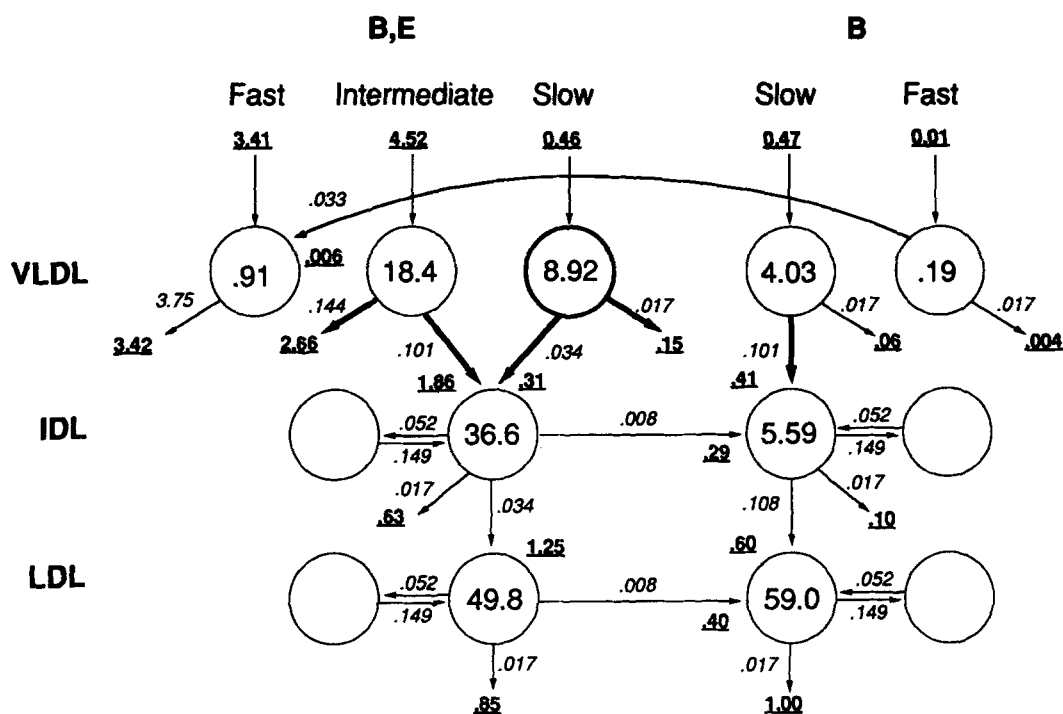 B,E B
Fast Intermediate Slow Slow Fast
3.41 4.52 0.46 0.47 0.01
.033
VLDL .91 .006 18.4 8.92 4.03 .19
3.75 .144 .017 .017 .017
3.42 2.66 .101 .034 .15 .101 .06 .004
1.86 .31 .41
IDL .052 36.6 .008 5.59 .052
.149 .29 .149
.017 .017
.63 .034 .108 .10
1.25 .60
LDL .052 49.8 .008 59.0 .052
.149 .40 .149
.017 .017
.85 1.00